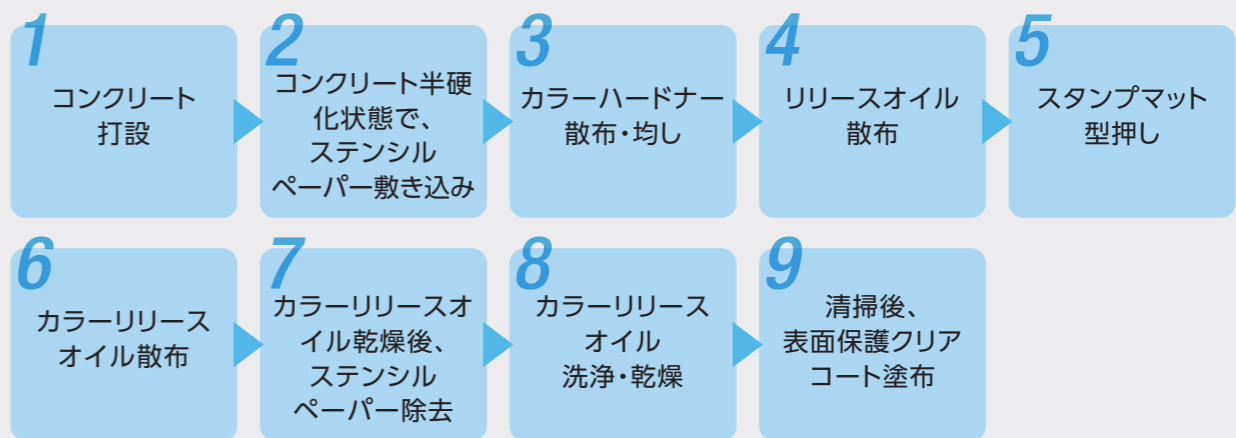 1
コンクリート
打設
2
コンクリート半硬
化状態で、
ステンシル
ペーパー敷き込み
3
カラーハードナー
散布・均し
4
リリースオイル
散布
5
スタンプマット
型押し
6
カラーリリース
オイル散布
7
カラーリリースオ
イル乾燥後、
ステンシル
ペーパー除去
8
カラーリリース
オイル
洗浄・乾燥
9
清掃後、
表面保護クリア
コート塗布